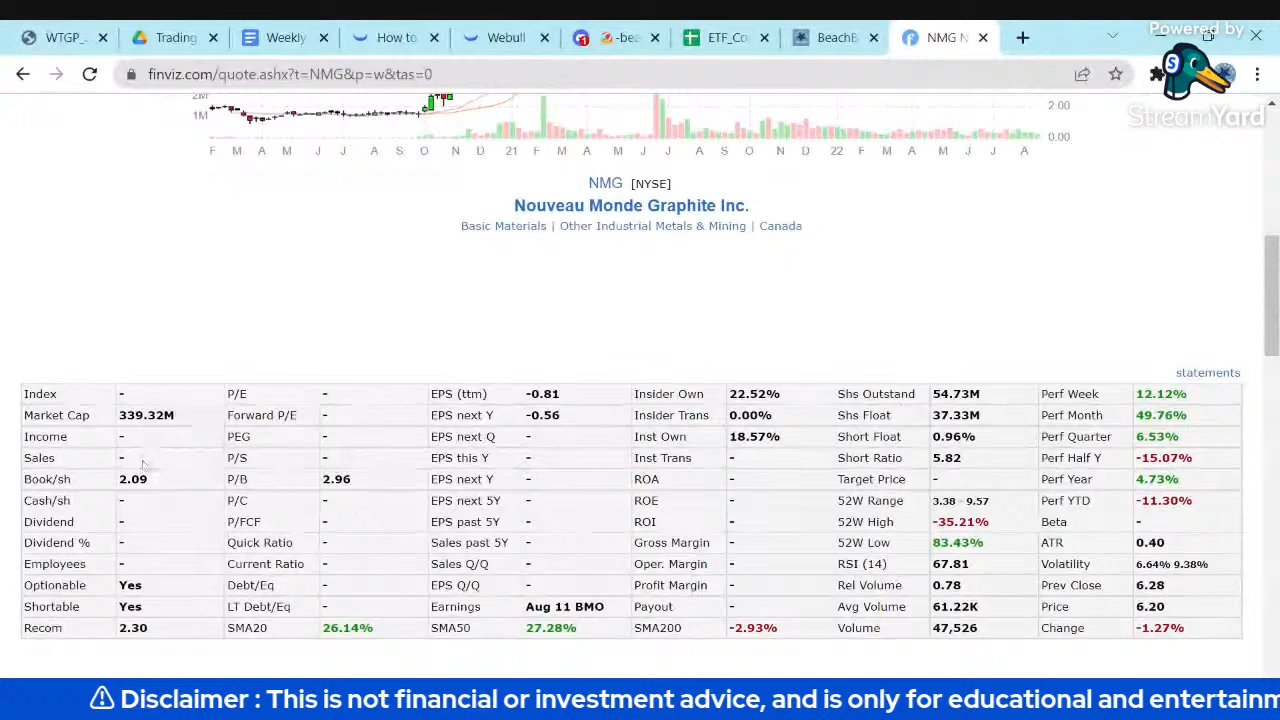 Powered by
WTGP_
Trading
Weekly
How to
Webull
-bea
ETF_Co
BeachB
NMG N
finviz.com/quote.ashx?t=NMG&p=w&tas=0
StreamYard
2M
1M
2.00
0.00
F M A M J J A S O N D 21 F M A M J J A S O N D 22 F M A M J J A
NMG [NYSE]
Nouveau Monde Graphite Inc.
Basic Materials | Other Industrial Metals & Mining | Canada
statements
Index - P/E - EPS (ttm) -0.81 Insider Own 22.52% Shs Outstand 54.73M Perf Week 12.12%
Market Cap 339.32M Forward P/E - EPS next Y -0.56 Insider Trans 0.00% Shs Float 37.33M Perf Month 49.76%
Income - PEG - EPS next Q - Inst Own 18.57% Short Float 0.96% Perf Quarter 6.53%
Sales - P/S - EPS this Y - Inst Trans - Short Ratio 5.82 Perf Half Y -15.07%
Book/sh 2.09 P/B 2.96 EPS next Y - ROA - Target Price - Perf Year 4.73%
Cash/sh - P/C - EPS next 5Y - ROE - 52W Range 3.38 - 9.57 Perf YTD -11.30%
Dividend - P/FCF - EPS past 5Y - ROI - 52W High -35.21% Beta -
Dividend % - Quick Ratio - Sales past 5Y - Gross Margin - 52W Low 83.43% ATR 0.40
Employees - Current Ratio - Sales Q/Q - Oper. Margin - RSI (14) 67.81 Volatility 6.64% 9.38%
Optionable Yes Debt/Eq - EPS Q/Q - Profit Margin - Rel Volume 0.78 Prev Close 6.28
Shortable Yes LT Debt/Eq - Earnings Aug 11 BMO Payout - Avg Volume 61.22K Price 6.20
Recom 2.30 SMA20 26.14% SMA50 27.28% SMA200 -2.93% Volume 47,526 Change -1.27%
⚠ Disclaimer : This is not financial or investment advice, and is only for educational and entertainm